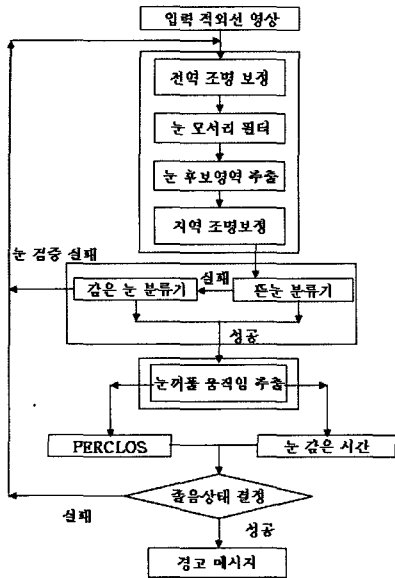 입력 적외선 영상
전역 조명 보정
눈 모서리 필터
눈 후보영역 추출
지역 조명보정
눈 검증 실패
감은 눈 분류기
실패
뜬눈 분류기
성공
눈꺼풀 움직임 추출
PERCLOS
눈 감은 시간
졸음상태 결정
실패
성공
경고 메시지